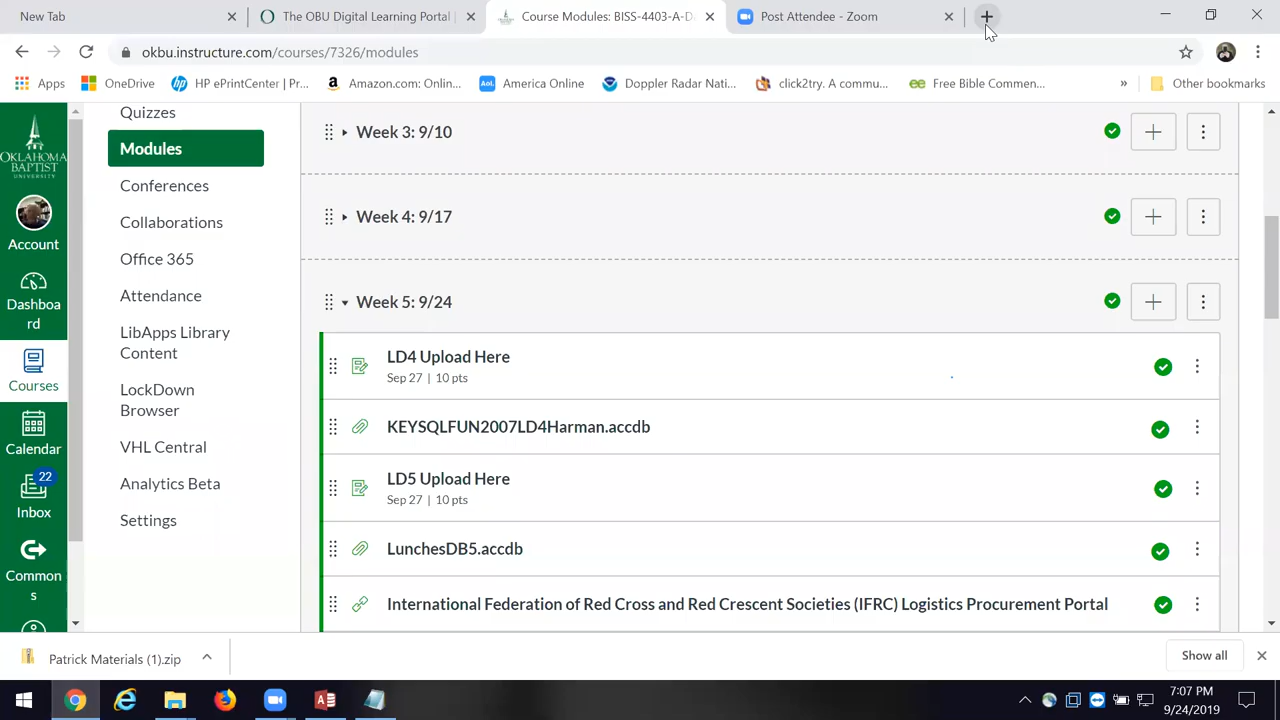 New Tab
The OBU Digital Learning Portal |
Course Modules: BISS-4403-A-D
Post Attendee - Zoom
okbu.instructure.com/courses/7326/modules
Apps
OneDrive
HP ePrintCenter | Pr...
Amazon.com: Onlin...
Aol.
America Online
Doppler Radar Nati...
click2try. A commu...
Free Bible Commen...
»
Other bookmarks
OKLAHOMA
BAPTIST
UNIVERSITY
Account
Dashboa
rd
Courses
Calendar
22
Inbox
Common
s
Quizzes
Modules
Conferences
Collaborations
Office 365
Attendance
LibApps Library
Content
LockDown
Browser
VHL Central
Analytics Beta
Settings
Week 3: 9/10
Week 4: 9/17
Week 5: 9/24
LD4 Upload Here
Sep 27 | 10 pts
KEYSQLFUN2007LD4Harman.accdb
LD5 Upload Here
Sep 27 | 10 pts
LunchesDB5.accdb
International Federation of Red Cross and Red Crescent Societies (IFRC) Logistics Procurement Portal
Patrick Materials (1).zip
Show all
7:07 PM
9/24/2019